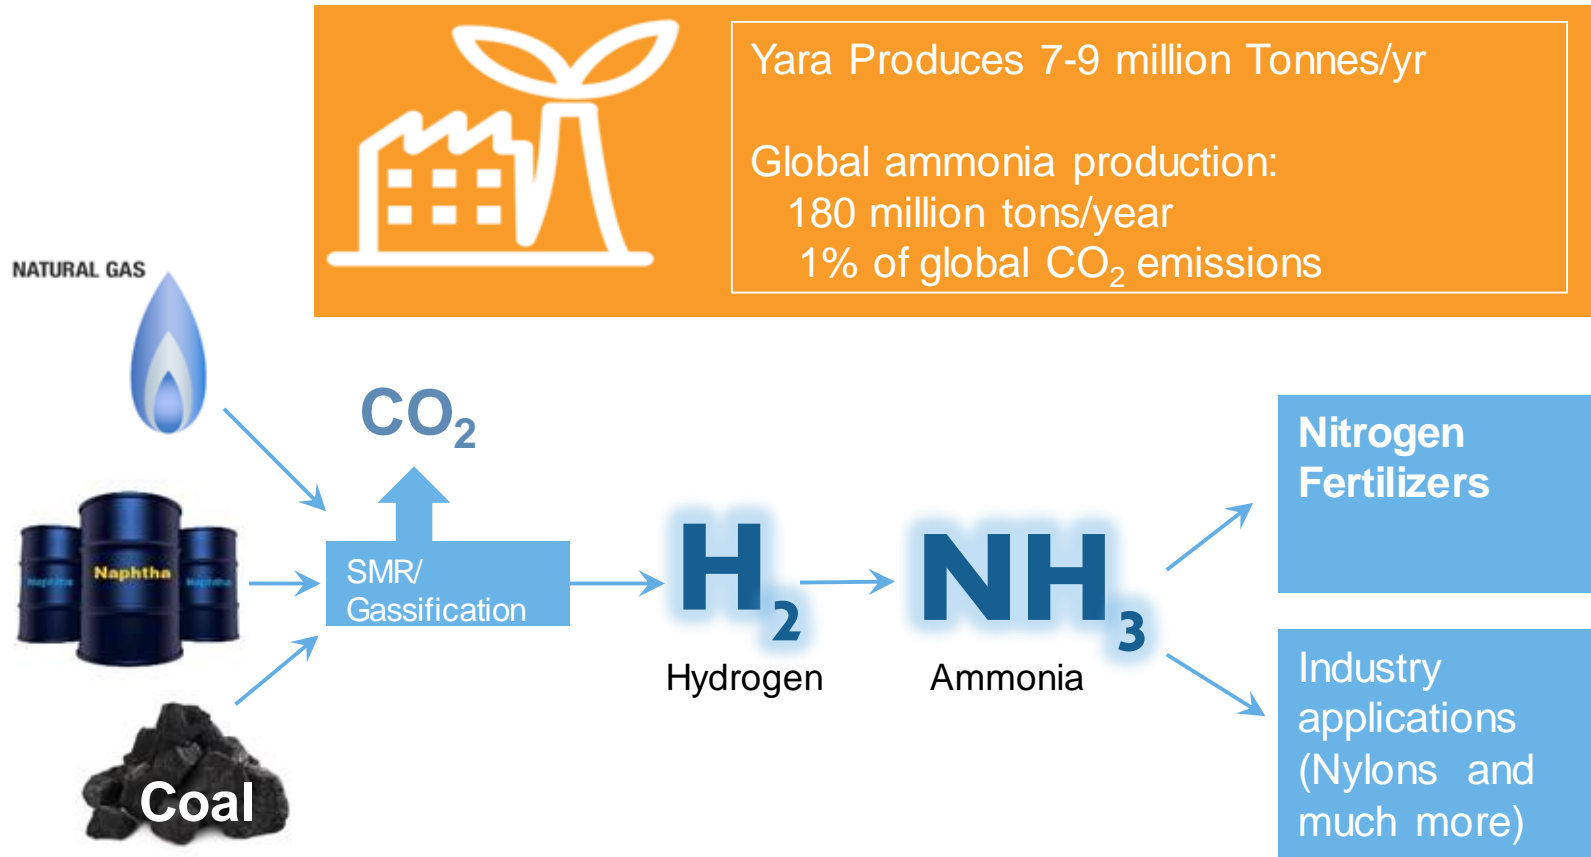 Yara Produces 7-9 million Tonnes/yr
Global ammonia production:
180 million tons/year
1% of global CO₂ emissions
NATURAL GAS
CO₂
Nitrogen
Fertilizers
Naphtha
Naphtha
Naphtha
SMR/
Gassification
H₂
NH₃
Hydrogen
Ammonia
Coal
Industry
applications
(Nylons and
much more)